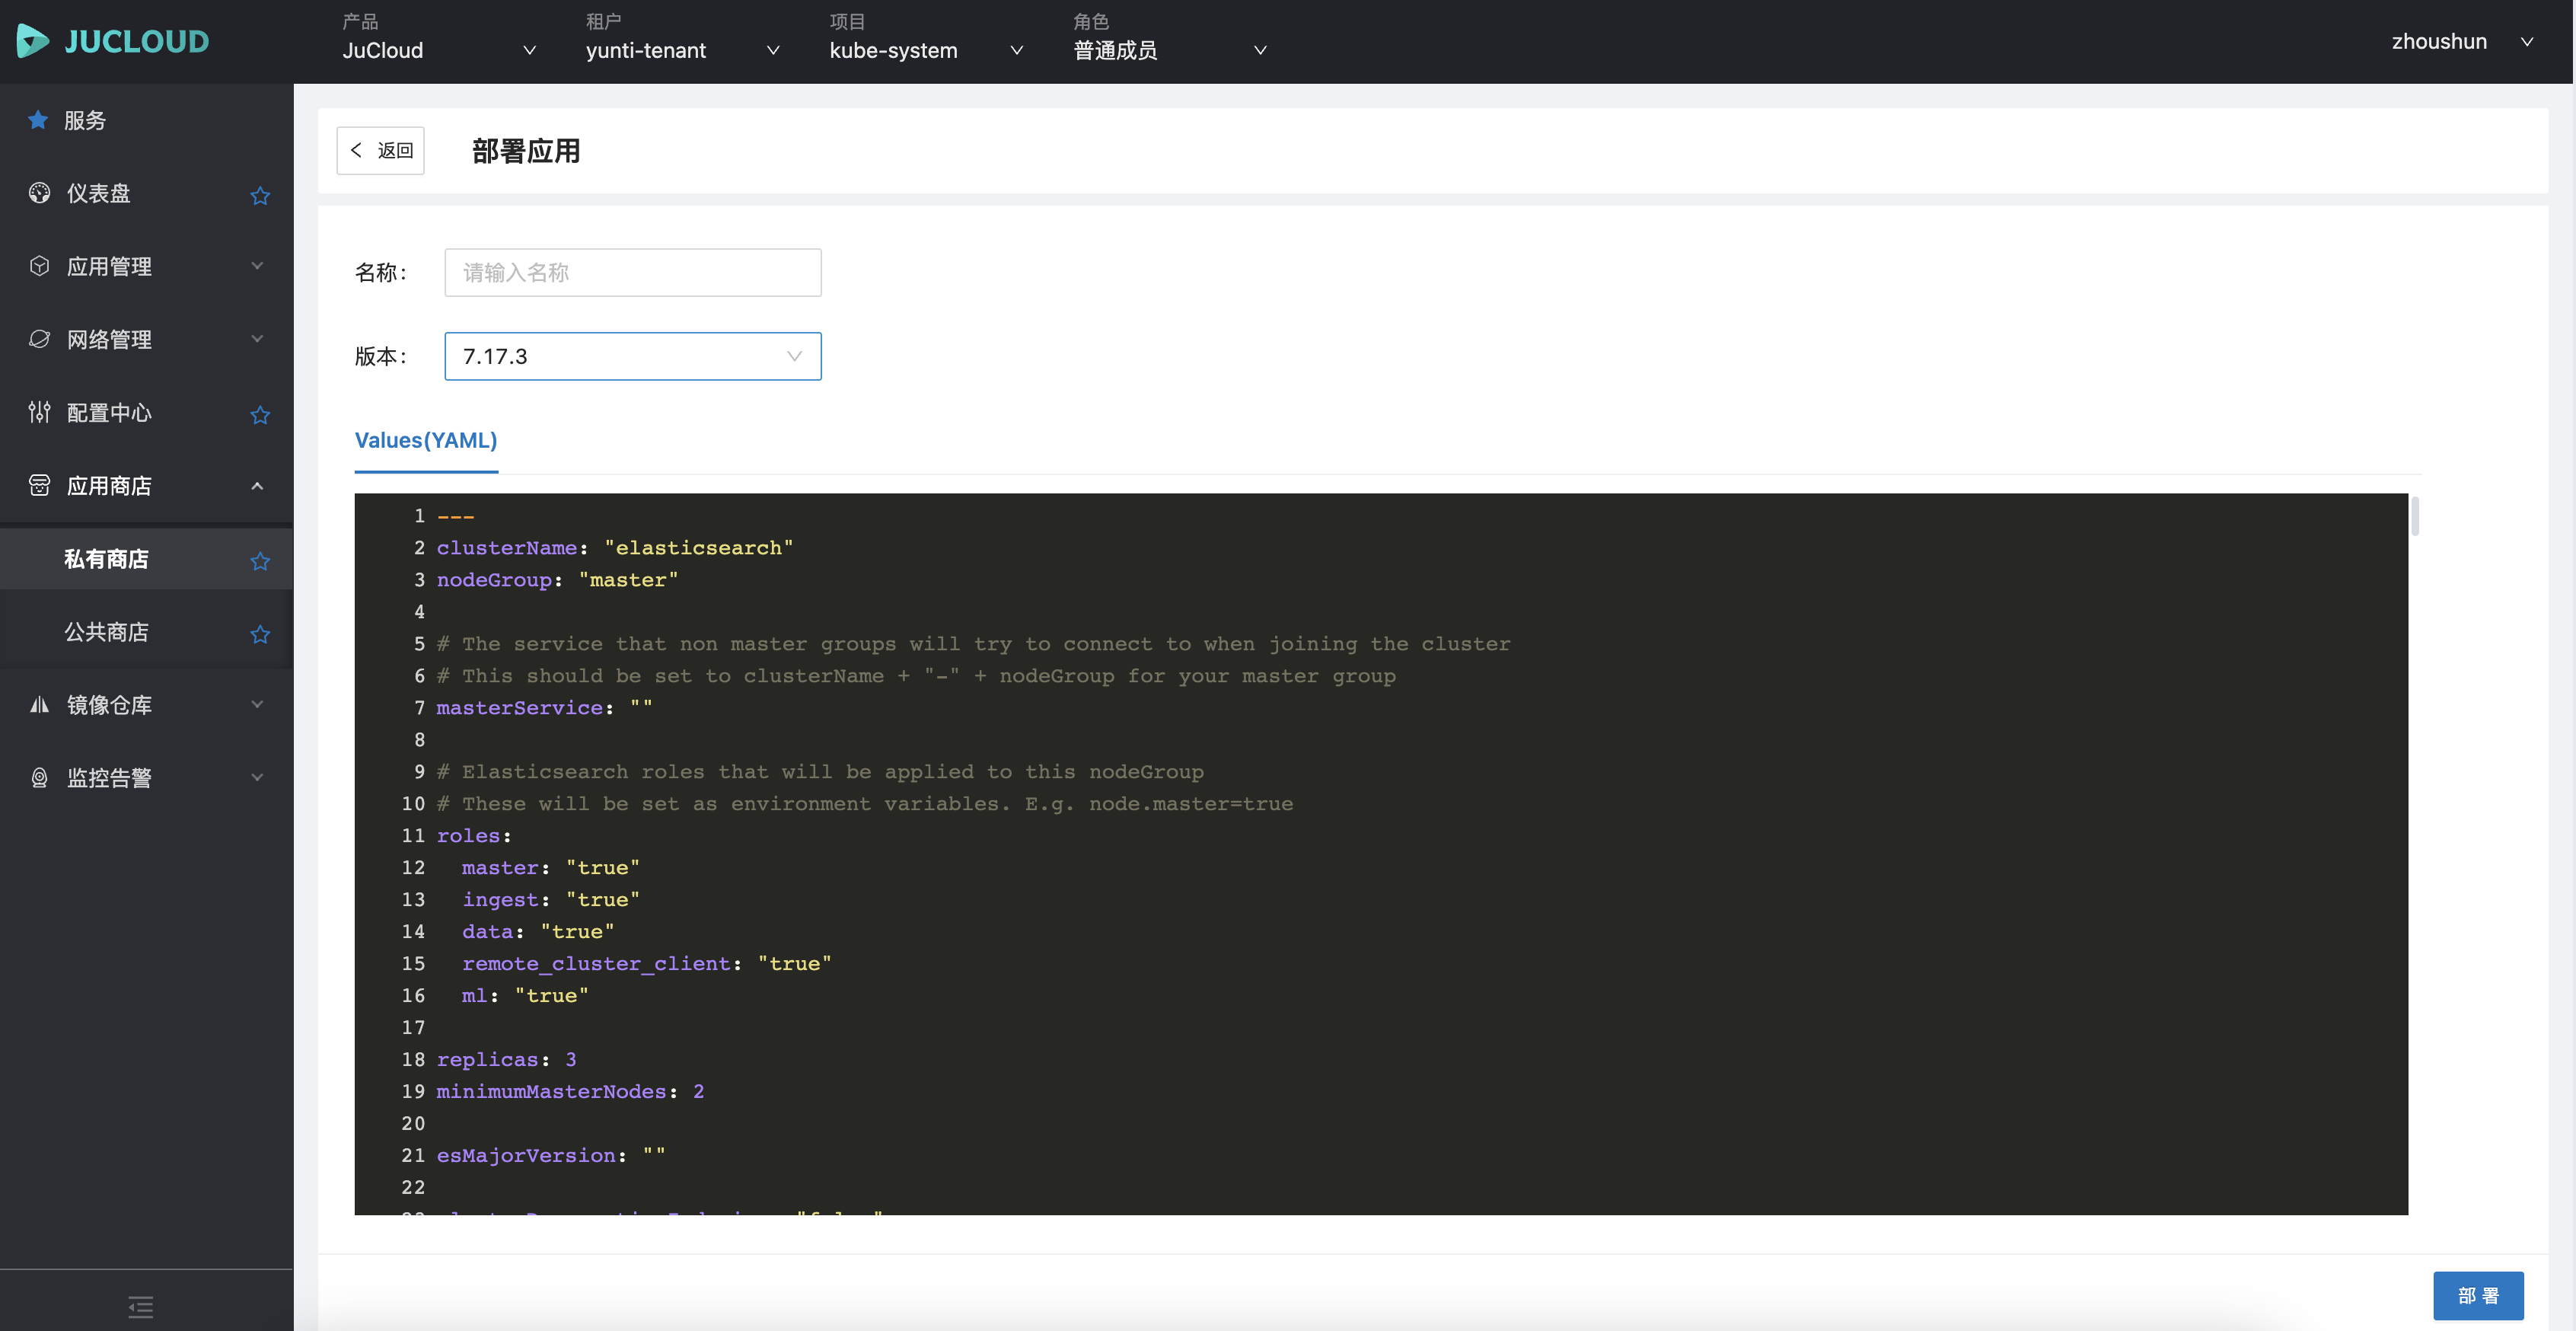 JUCLOUD
产品
JuCloud
租户
yunti-tenant
项目
kube-system
角色
普通成员
zhoushun
服务
仪表盘
应用管理
网络管理
配置中心
应用商店
私有商店
公共商店
镜像仓库
监控告警
返回
部署应用
名称：
请输入名称
版本：
7.17.3
Values(YAML)
1 ---
2 clusterName: "elasticsearch"
3 nodeGroup: "master"
4
5 # The service that non master groups will try to connect to when joining the cluster
6 # This should be set to clusterName + "-" + nodeGroup for your master group
7 masterService: ""
8
9 # Elasticsearch roles that will be applied to this nodeGroup
10 # These will be set as environment variables. E.g. node.master=true
11 roles:
12 master: "true"
13 ingest: "true"
14 data: "true"
15 remote_cluster_client: "true"
16 ml: "true"
17
18 replicas: 3
19 minimumMasterNodes: 2
20
21 esMajorVersion: ""
22
部 署